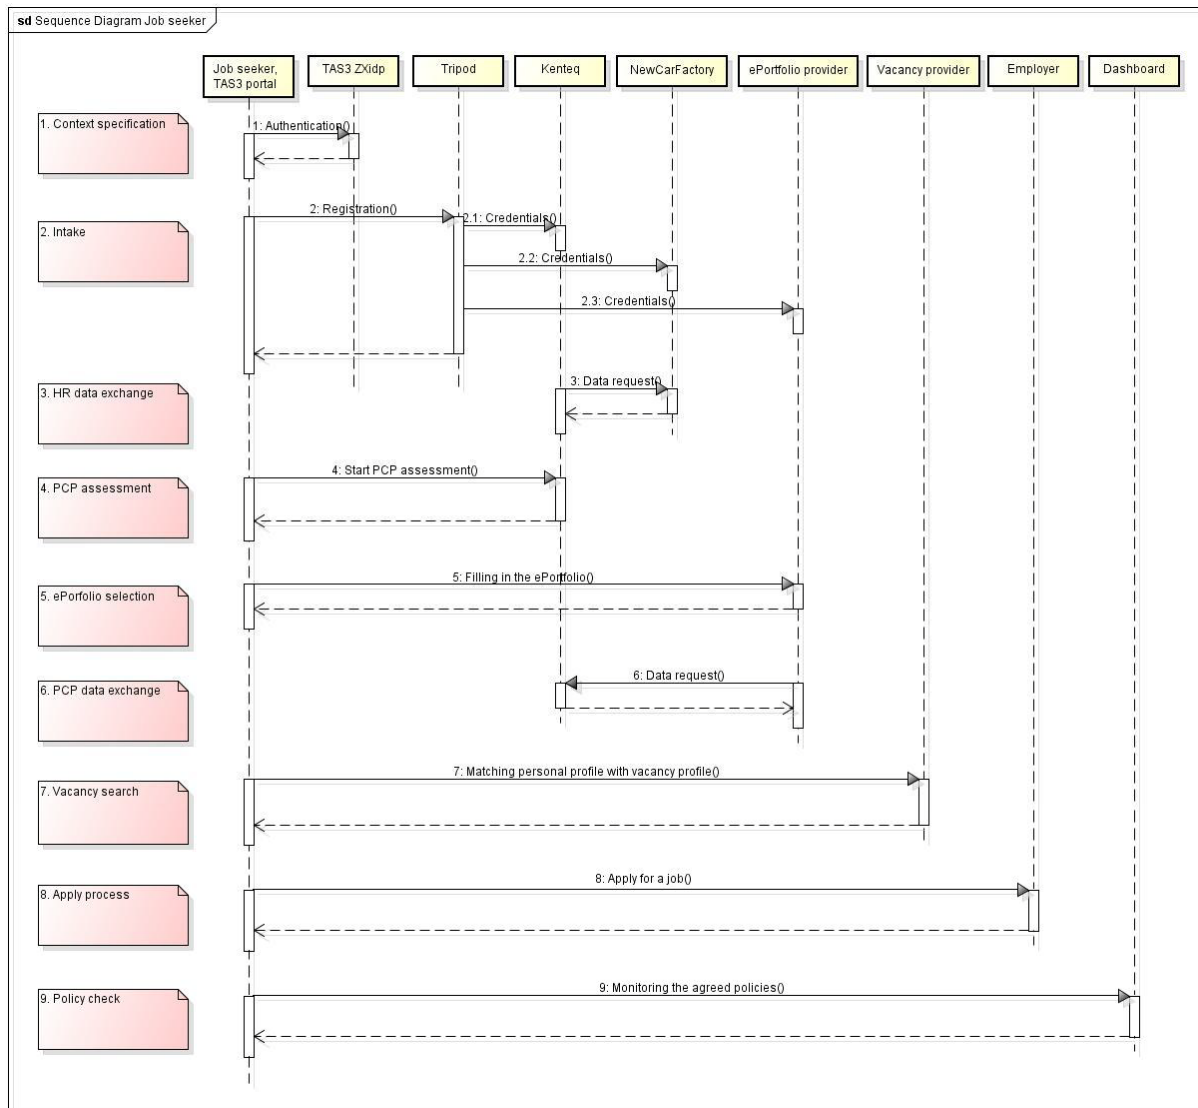 sd Sequence Diagram Job seeker
Job seeker,
TAS3 portal
TAS3 ZXidp
Tripod
Kenteq
NewCarFactory
ePortfolio provider
Vacancy provider
Employer
Dashboard
1. Context specification
1: Authentication()
2. Intake
2: Registration()
2.1: Credentials()
2.2: Credentials()
2.3: Credentials()
3. HR data exchange
3: Data request()
4. PCP assessment
4: Start PCP assessment()
5. ePorfolio selection
5: Filling in the ePortfolio()
6. PCP data exchange
6: Data request()
7. Vacancy search
7: Matching personal profile with vacancy profile()
8. Apply process
8: Apply for a job()
9. Policy check
9: Monitoring the agreed policies()